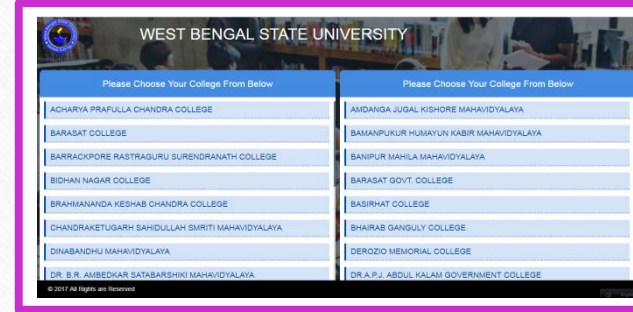 WEST BENGAL STATE UNIVERSITY
Please Choose Your College From Below
ACHARYA PRAFULLA CHANDRA COLLEGE
BARASAT COLLEGE
BARRACKPORE RASTRAGURU SURENDRANATH COLLEGE
BIDHAN NAGAR COLLEGE
BRAHMANANDA KESHAB CHANDRA COLLEGE
CHANDRAKETUGARH SAHIDULLAH SMRITI MAHAVIDYALAYA
DINABANDHU MAHAVIDYALAYA
DR. B.R. AMBEDKAR SATABARSHIKI MAHAVIDYALAYA
Please Choose Your College From Below
AMDANGA JUGAL KISHORE MAHAVIDYALAYA
BAMANPUKUR HUMAYUN KABIR MAHAVIDYALAYA
BANIPUR MAHILA MAHAVIDYALAYA
BARASAT GOVT. COLLEGE
BASIRHAT COLLEGE
BHAIRAB GANGULY COLLEGE
DEROZIO MEMORIAL COLLEGE
DR.A.P.J. ABDUL KALAM GOVERNMENT COLLEGE
© 2017 All Rights are Reserved